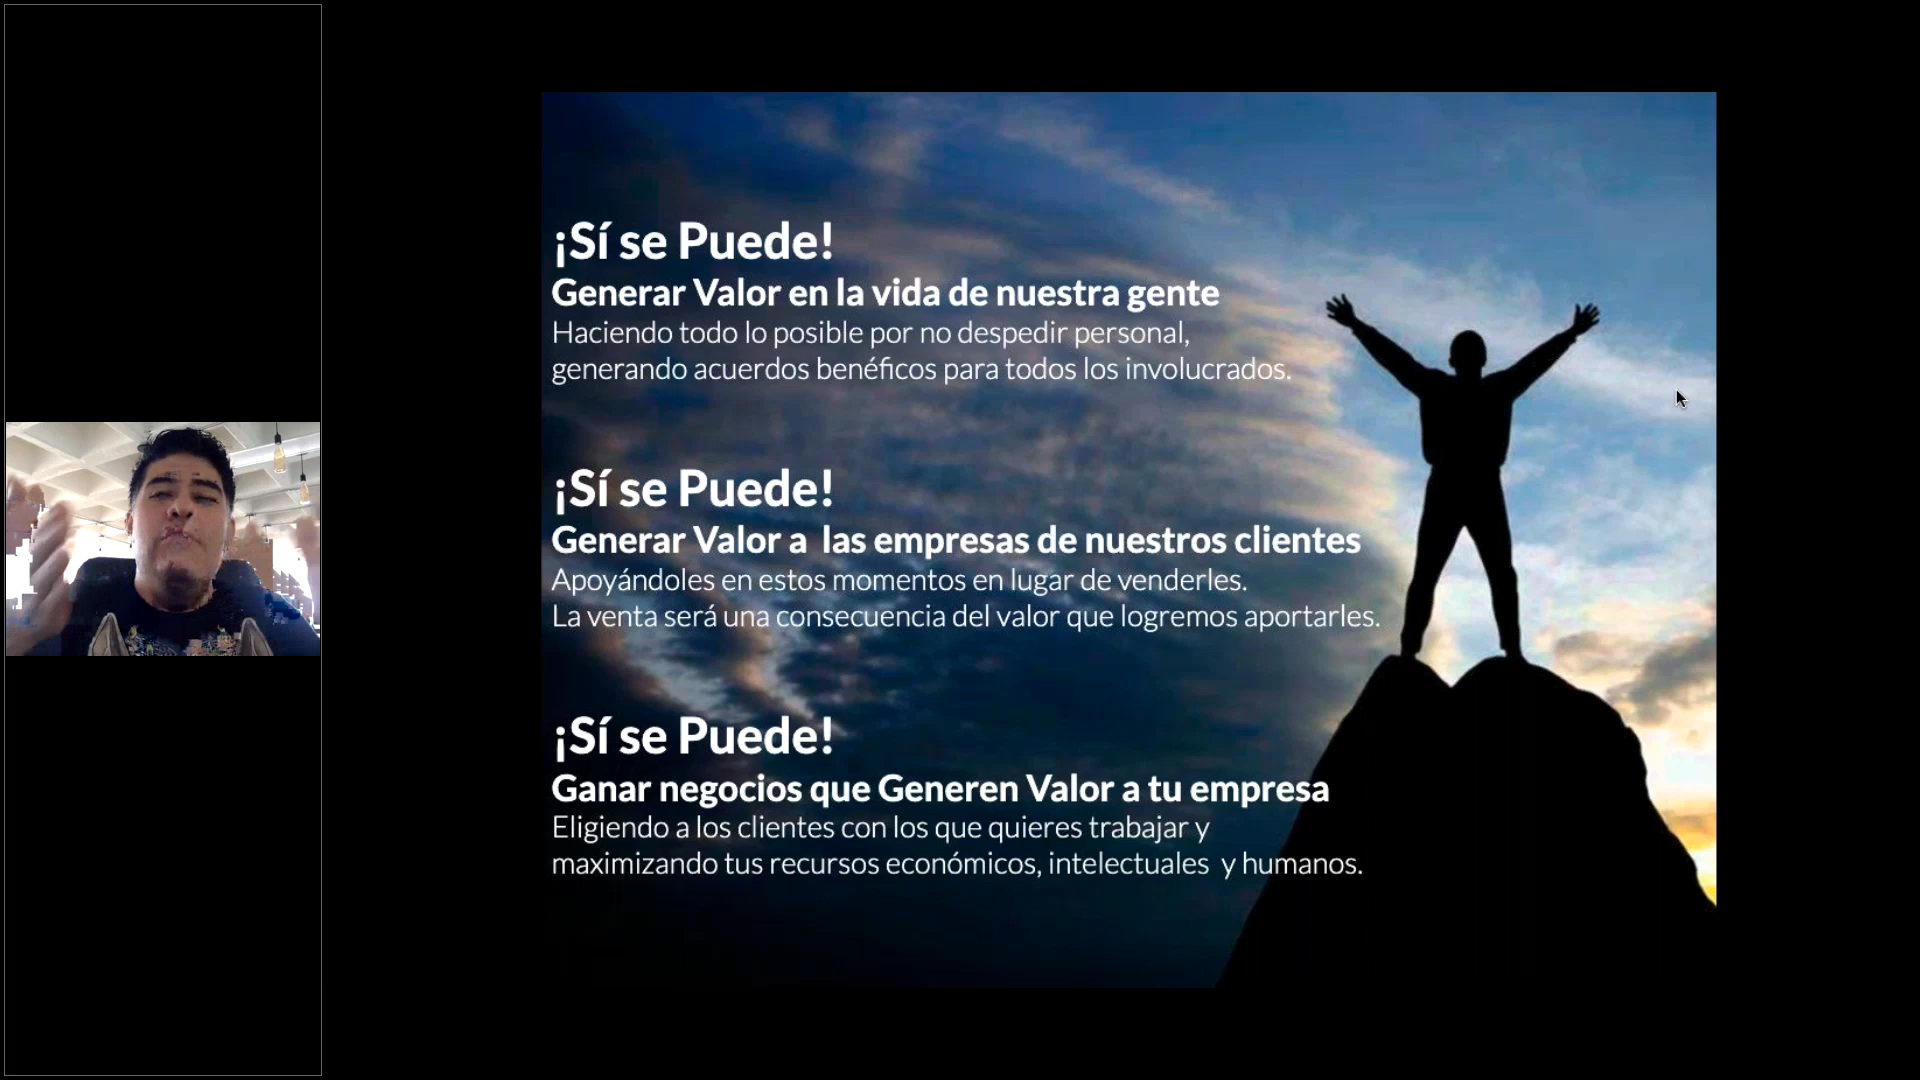 ¡Sí se Puede!
Generar Valor en la vida de nuestra gente
Haciendo todo lo posible por no despedir personal,
generando acuerdos benéficos para todos los involucrados.
¡Sí se Puede!
Generar Valor a  las empresas de nuestros clientes
Apoyándoles en estos momentos en lugar de venderles.
La venta será una consecuencia del valor que logremos aportarles.
¡Sí se Puede!
Ganar negocios que Generen Valor a tu empresa
Eligiendo a los clientes con los que quieres trabajar y
maximizando tus recursos económicos, intelectuales  y humanos.